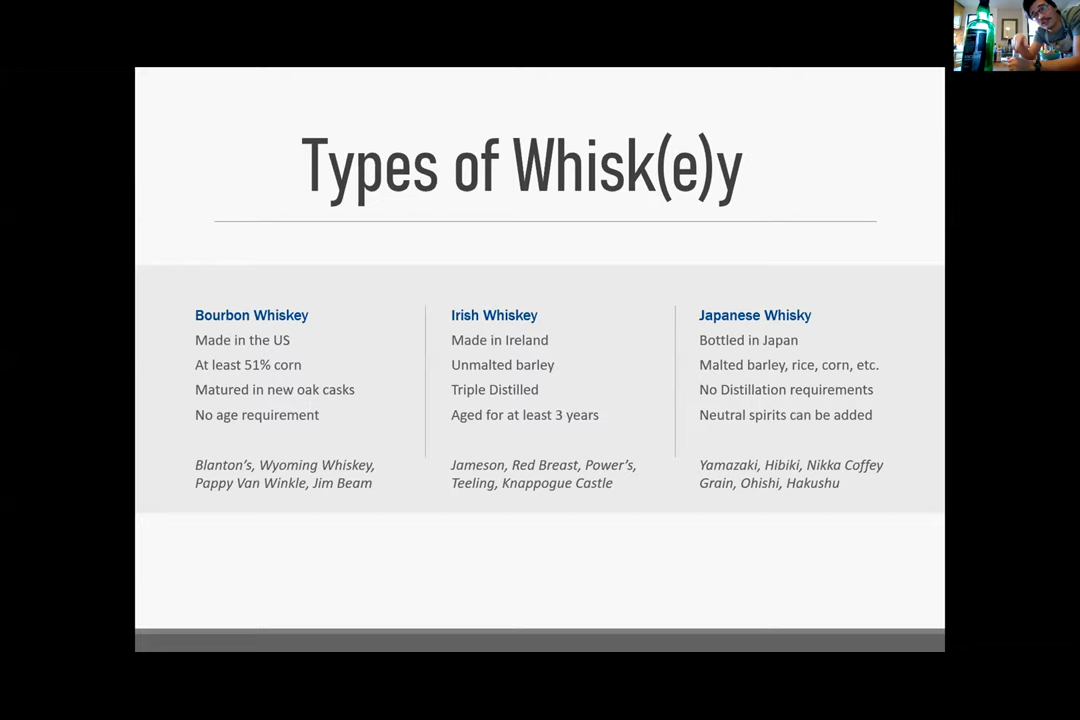 Types of Whisk(e)y
Bourbon Whiskey
Made in the US
At least 51% corn
Matured in new oak casks
No age requirement
Blanton's, Wyoming Whiskey,
Pappy Van Winkle, Jim Beam
Irish Whiskey
Made in Ireland
Unmalted barley
Triple Distilled
Aged for at least 3 years
Jameson, Red Breast, Power's,
Teeling, Knappogue Castle
Japanese Whisky
Bottled in Japan
Malted barley, rice, corn, etc.
No Distillation requirements
Neutral spirits can be added
Yamazaki, Hibiki, Nikka Coffey
Grain, Ohishi, Hakushu